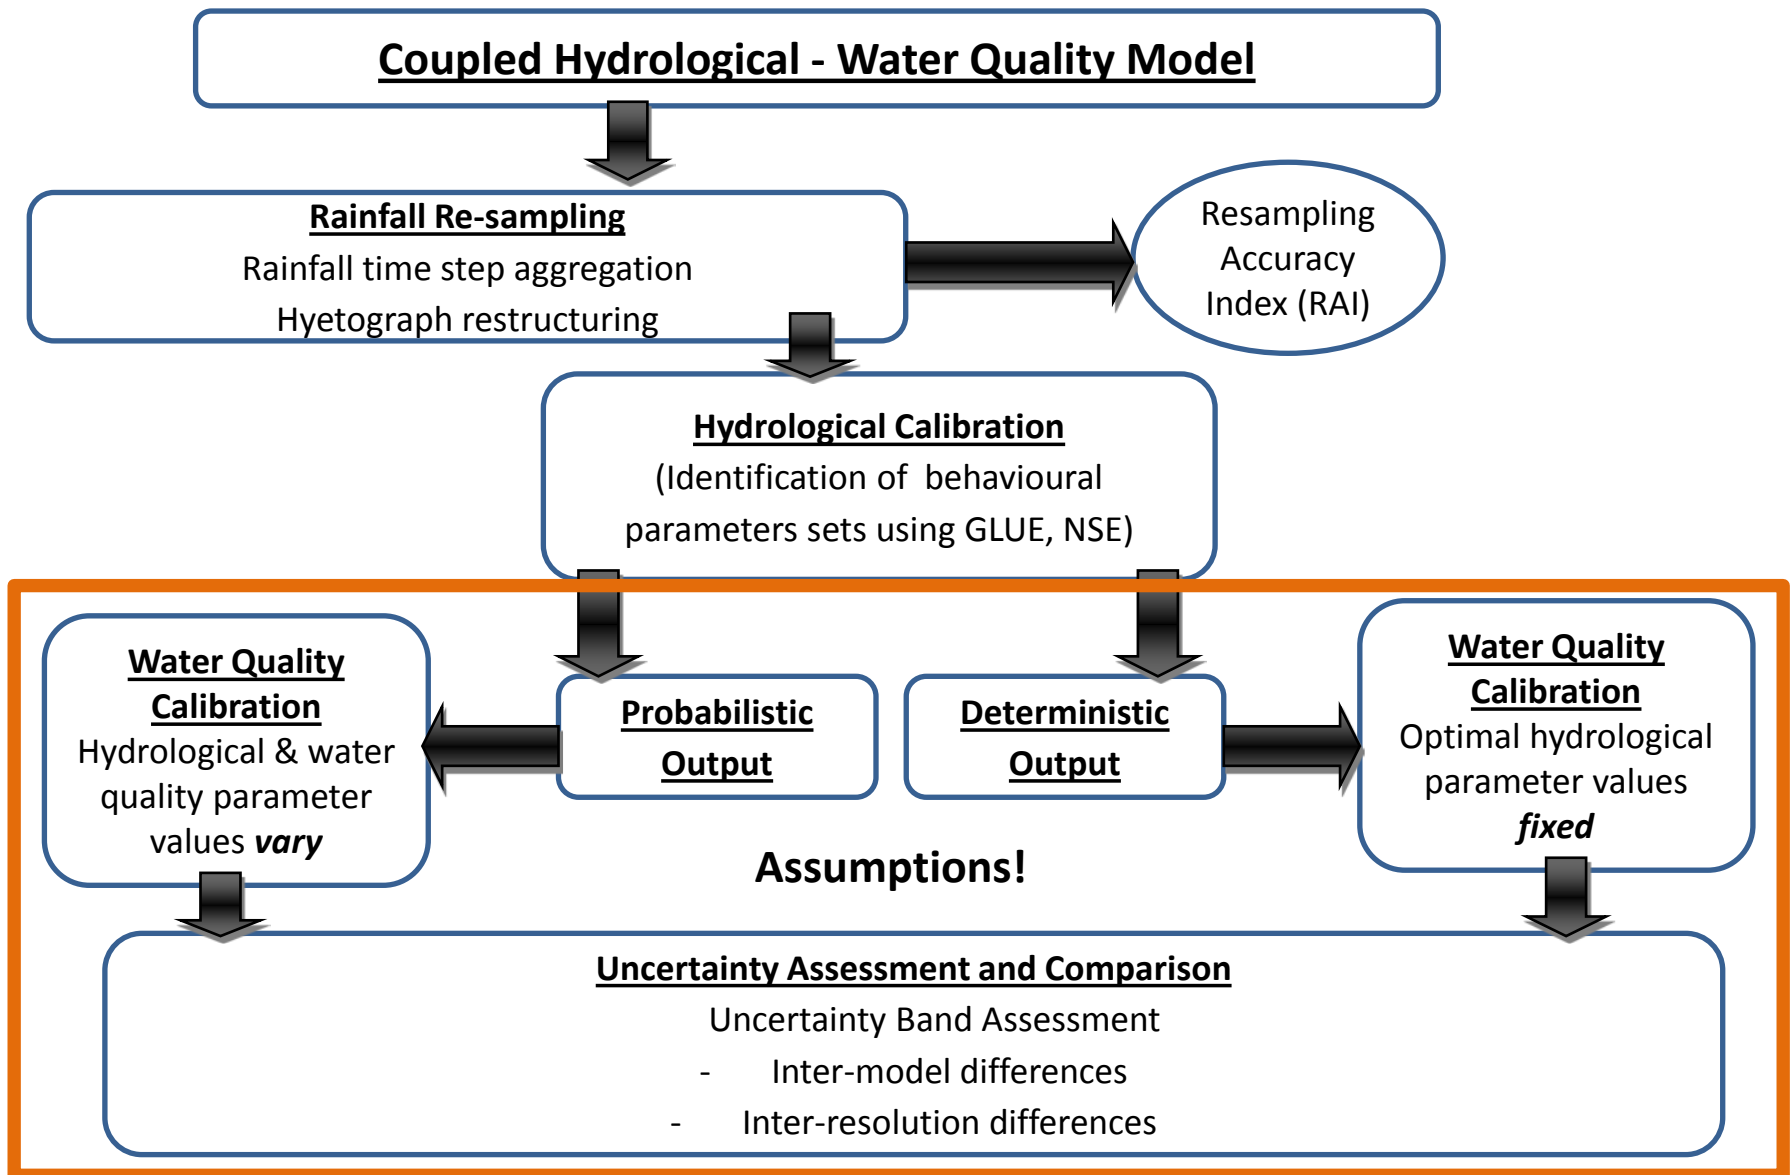 Coupled Hydrological - Water Quality Model
Rainfall Re-sampling
Rainfall time step aggregation
Hyetograph restructuring
Resampling
Accuracy
Index (RAI)
Hydrological Calibration
(Identification of behavioural
parameters sets using GLUE, NSE)
Water Quality
Calibration
Hydrological & water
quality parameter
values vary
Probabilistic
Output
Deterministic
Output
Water Quality
Calibration
Optimal hydrological
parameter values
fixed
Assumptions!
Uncertainty Assessment and Comparison
Uncertainty Band Assessment
- Inter-model differences
- Inter-resolution differences